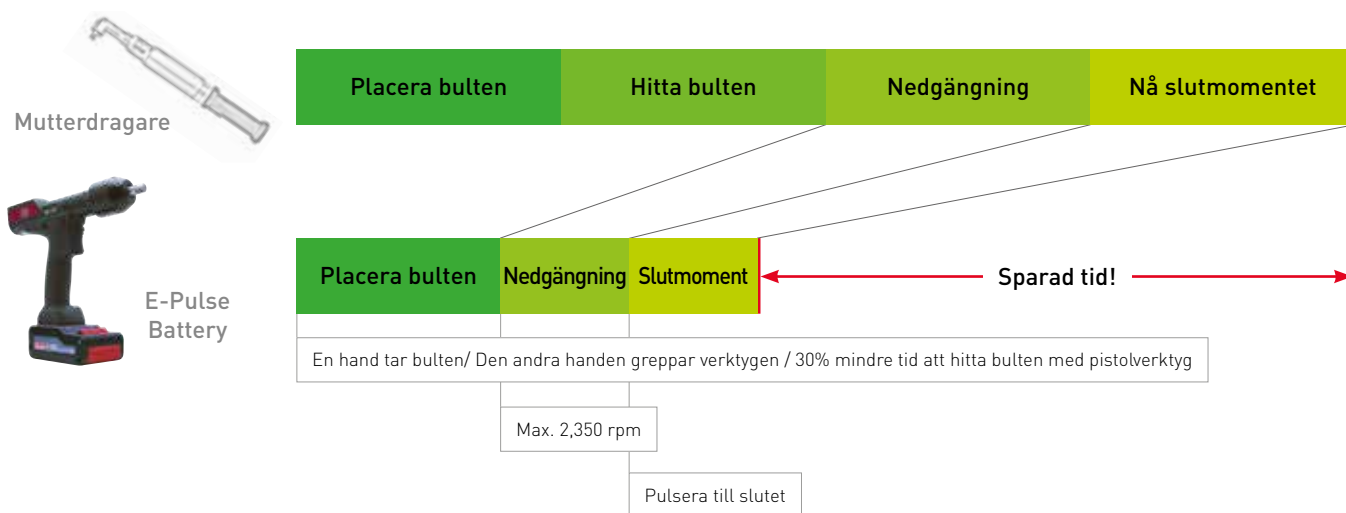 Mutterdragare
Placera bulten
Hitta bulten
Nedgängning
Nå slutmomentet
E-Pulse
Battery
Placera bulten
Nedgängning
Slutmoment
Sparad tid!
En hand tar bulten/ Den andra handen greppar verktygen / 30% mindre tid att hitta bulten med pistolverktyg
Max. 2,350 rpm
Pulsera till slutet